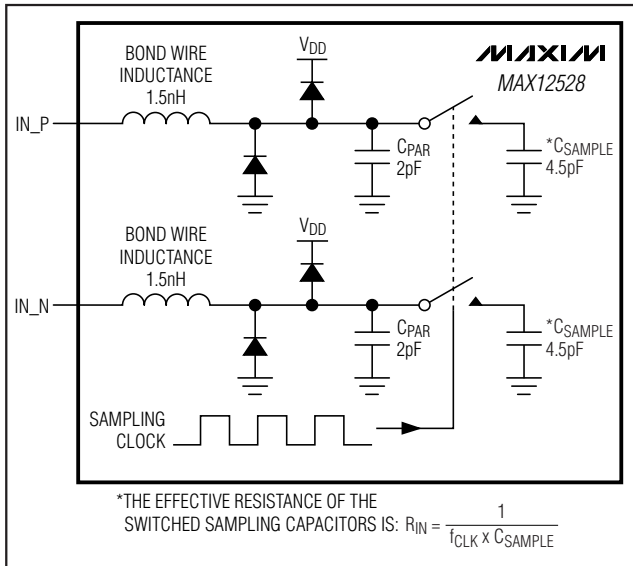 BOND WIRE
INDUCTANCE
1.5nH
VDD
MAXIM
MAX12528
IN_P
CPAR
2pF
*CSAMPLE
4.5pF
BOND WIRE
INDUCTANCE
1.5nH
VDD
IN_N
CPAR
2pF
*CSAMPLE
4.5pF
SAMPLING
CLOCK
*THE EFFECTIVE RESISTANCE OF THE
SWITCHED SAMPLING CAPACITORS IS: RIN = 1
fCLK x CSAMPLE